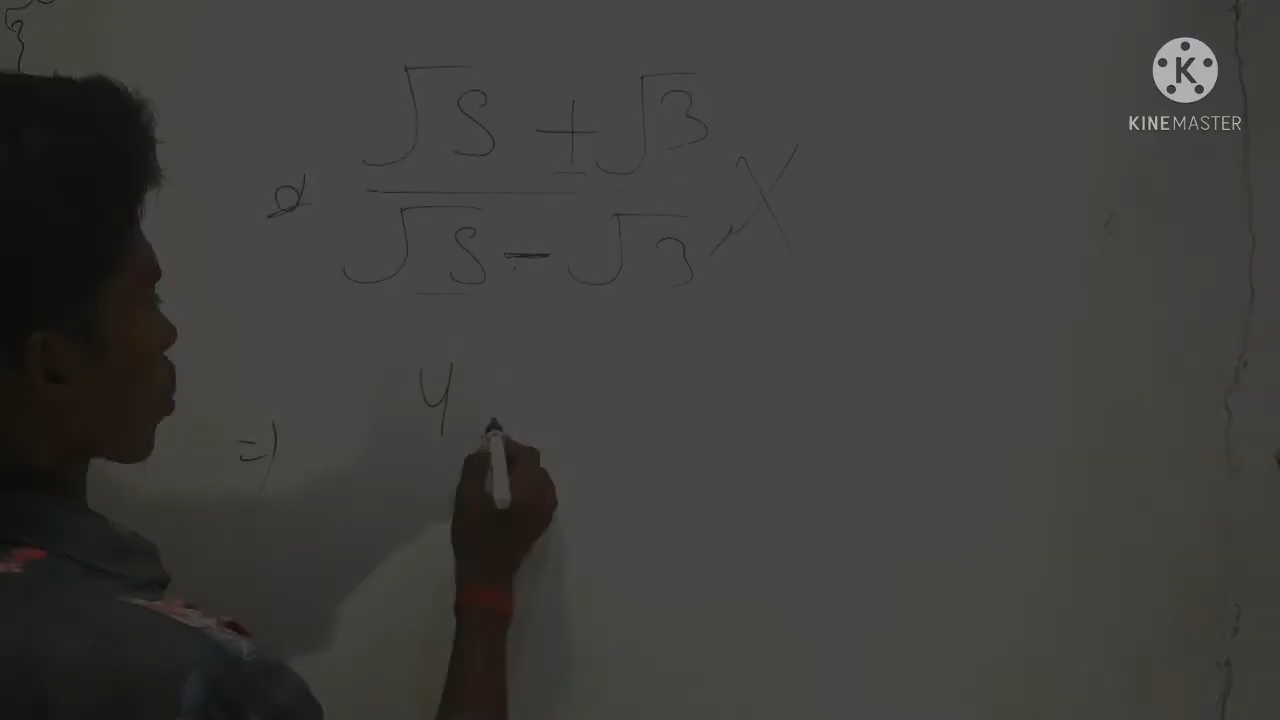 √5 + √3 X
√5 - √3
=) 4
K
KINEMASTER